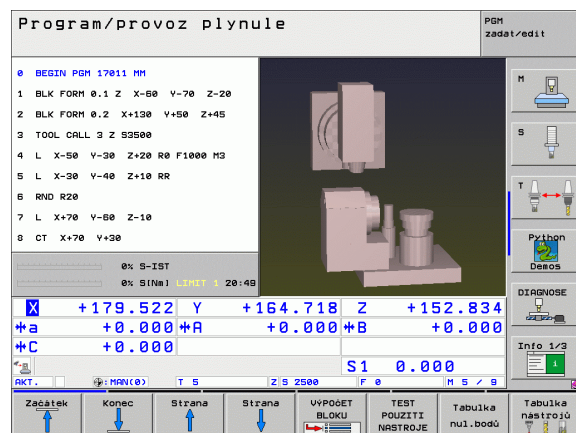 Program/provoz plynule
PGM
zadat/edit
0 BEGIN PGM 17011 MM
1 BLK FORM 0.1 Z X-60 Y-70 Z-20
2 BLK FORM 0.2 X+130 Y+50 Z+45
3 TOOL CALL 3 Z S3500
4 L X-50 Y-30 Z+20 R0 F1000 M3
5 L X-30 Y-40 Z+10 RR
6 RND R20
7 L X+70 Y-60 Z-10
8 CT X+70 Y+30
0% S-IST
0% S[Nm] LIMIT 1 20:49
X +179.522 Y +164.718 Z +152.834
a +0.000 A +0.000 B +0.000
C +0.000
S1 0.000
AKT. : MAN(0) T 5 Z S 2500 F 0 M 5 / 9
M
S
T
Python
Demos
DIAGNOSE
Info 1/3
Začátek
Konec
Strana
Strana
VÝPOČET
BLOKU
TEST
POUZITI
NASTROJE
Tabulka
nul.bodů
Tabulka
nástrojů